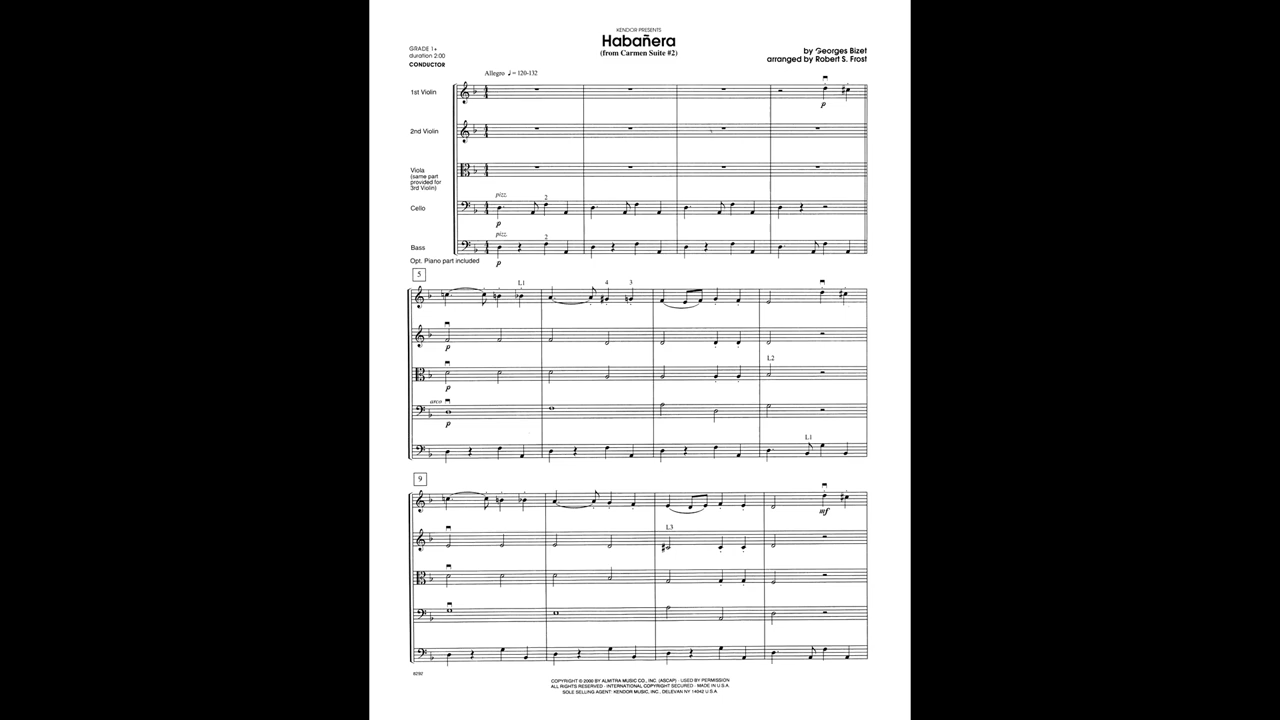 KENDOR PRESENTS
Habañera
(from Carmen Suite #2)
GRADE 1+
duration 2:00
CONDUCTOR
by Georges Bizet
arranged by Robert S. Frost
Allegro ♩ = 120-132
1st Violin
p
2nd Violin
Viola
(same part
provided for
3rd Violin)
pizz.
2
Cello
p
pizz.
2
Bass
Opt. Piano part included
p
5
L1
4
3
p
L2
p
arco
p
L1
9
mf
L3
9292
COPYRIGHT © 2000 BY ALMITRA MUSIC CO., INC. (ASCAP) · USED BY PERMISSION
ALL RIGHTS RESERVED · INTERNATIONAL COPYRIGHT SECURED · MADE IN U.S.A.
SOLE SELLING AGENT: KENDOR MUSIC, INC., DELEVAN NY 14042 U.S.A.